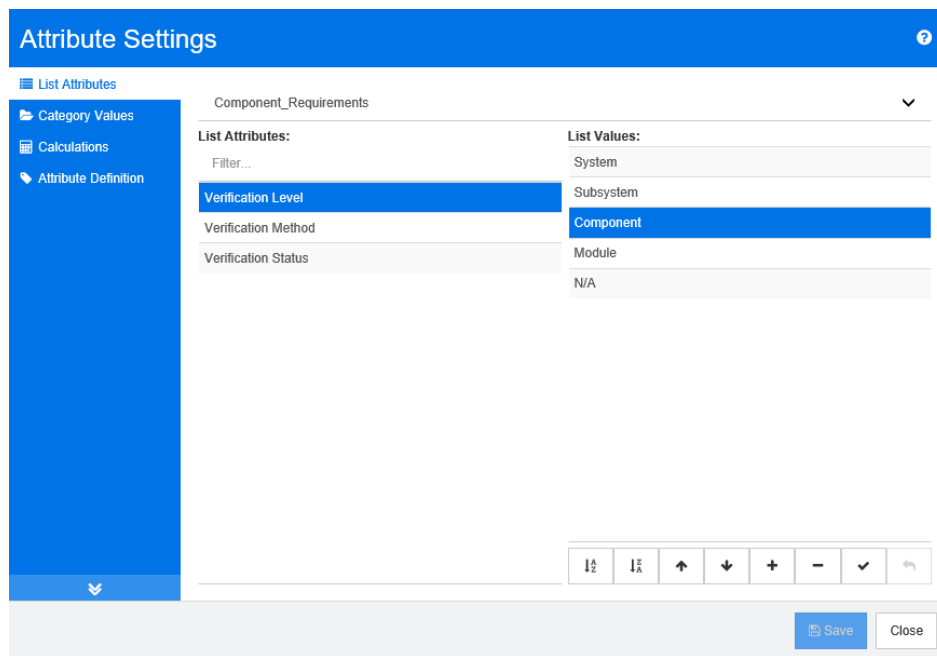 Attribute Settings
List Attributes
Category Values
Calculations
Attribute Definition
Component_Requirements
List Attributes:
Filter...
Verification Level
Verification Method
Verification Status
List Values:
System
Subsystem
Component
Module
N/A
Save
Close